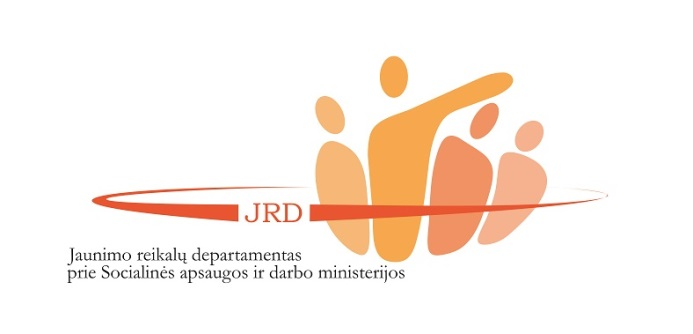 JRD
Jaunimo reikalų departamentas
prie Socialinės apsaugos ir darbo ministerijos